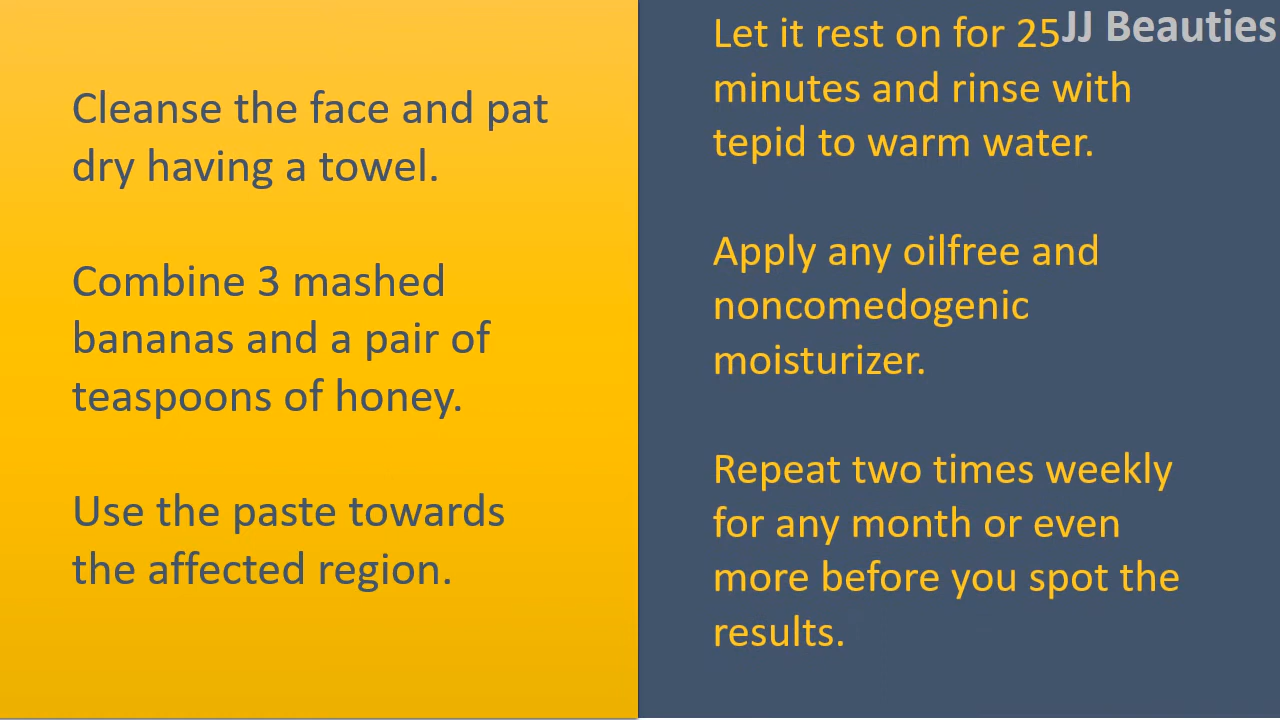 Cleanse the face and pat
dry having a towel.
Combine 3 mashed
bananas and a pair of
teaspoons of honey.
Use the paste towards
the affected region.
Let it rest on for 25
minutes and rinse with
tepid to warm water.
Apply any oilfree and
noncomedogenic
moisturizer.
Repeat two times weekly
for any month or even
more before you spot the
results.
JJ Beauties